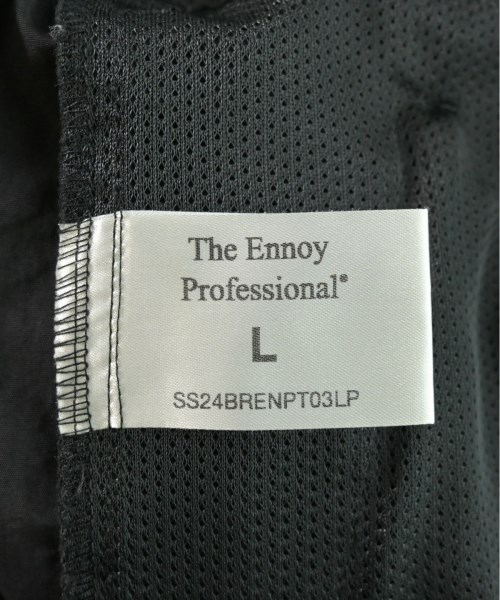 The Ennoy
Professional®
L
SS24BRENPT03LP